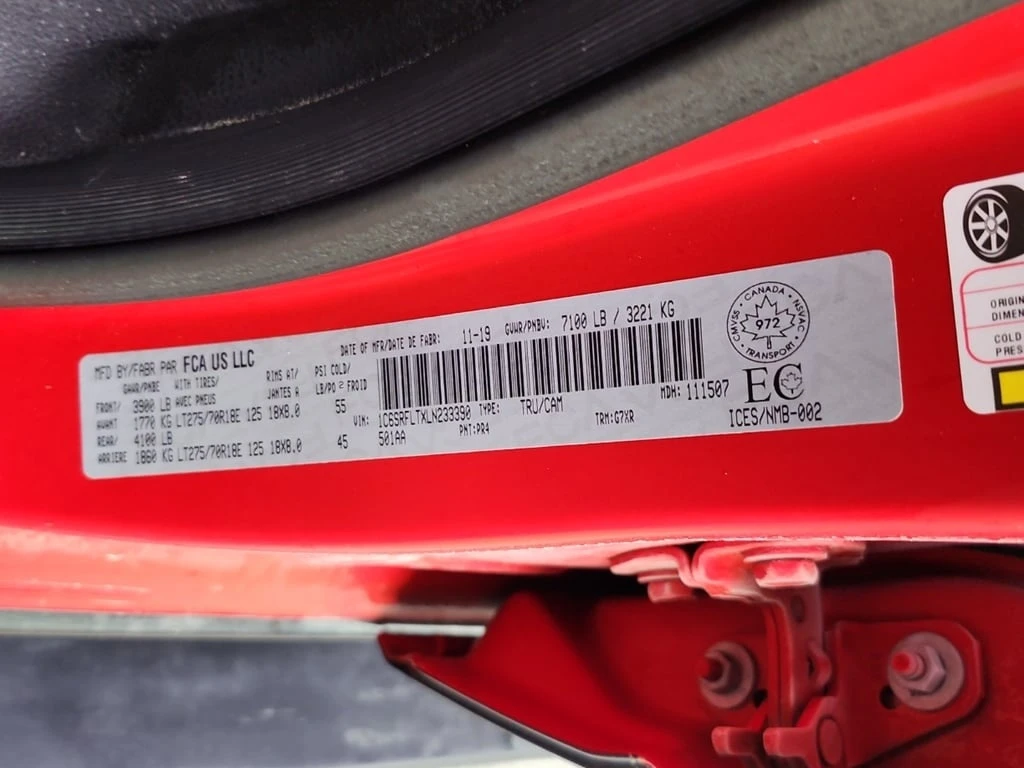 MFD BY/FABR PAR FCA US LLC
DATE OF MFR/DATE DE FABR: 11-19 GVWR/PNBV: 7100 LB / 3221 KG
GAWR/PNBE WITH TIRES/ RIMS AT/ PSI COLD/
AVEC PNEUS JANTES A LB/PO 2 FROID
FRONT/ 3900 LB
AVANT 1770 KG LT275/70R18E 125 18X8.0 55
REAR/ 4100 LB
ARRIERE 1860 KG LT275/70R18E 125 18X8.0 45
VIN: 1C6SRFLTXLN233390 TYPE: TRU/CAM MDH: 111507
501AA PNT:PR4 TRM:G7XR
CANADA
CMVSS NSVAC
972
TRANSPORT
EC
ICES/NMB-002
ORIGIN
DIMEN
COLD
PRES